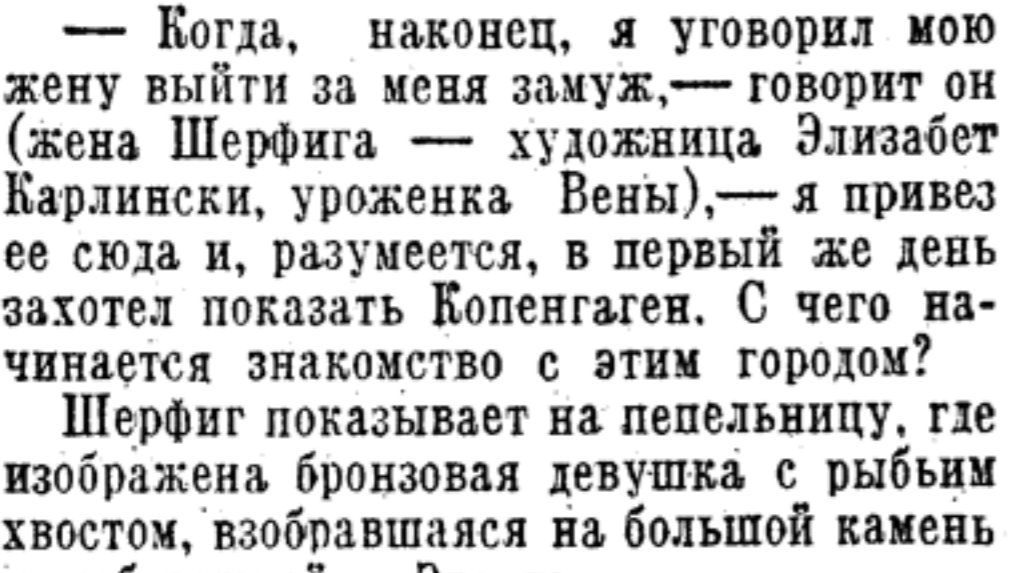 — Когда, наконец, я уговорил мою
жену выйти за меня замуж,— говорит он
(жена Шерфига — художница Элизабет
Карлински, уроженка Вены),— я привез
ее сюда и, разумеется, в первый же день
захотел показать Копенгаген. С чего на-
чинается знакомство с этим городом?
Шерфиг показывает на пепельницу, где
изображена бронзовая девушка с рыбьим
хвостом, взобравшаяся на большой камень